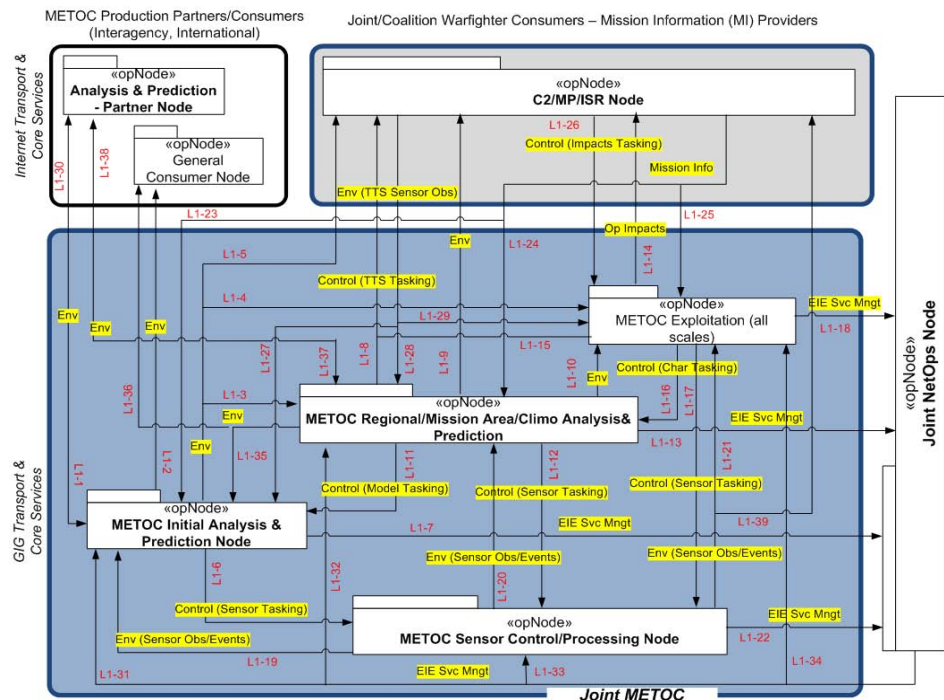 METOC Production Partners/Consumers
(Interagency, International)
Joint/Coalition Warfighter Consumers – Mission Information (MI) Providers
Internet Transport &
Core Services
«opNode»
Analysis & Prediction
- Partner Node
«opNode»
General
Consumer Node
«opNode»
C2/MP/ISR Node
L1-30
L1-38
L1-26
Control (Impacts Tasking)
Mission Info
Env (TTS Sensor Obs)
L1-23
L1-25
L1-24
Op Impacts
Env
L1-5
L1-14
Control (TTS Tasking)
L1-4
«opNode»
METOC Exploitation (all
scales)
EIE Svc Mngt
L1-18
Env
Env
Env
L1-29
L1-15
L1-27
L1-37
L1-8
L1-28
L1-9
L1-10
Env
Control (Char Tasking)
L1-16
L1-17
L1-36
L1-3
Env
Env
«opNode»
METOC Regional/Mission Area/Climo Analysis&
Prediction
EIE Svc Mngt
L1-13
L1-21
«opNode»
Joint NetOps Node
GIG Transport &
Core Services
L1-1
L1-2
L1-35
L1-11
L1-12
Control (Model Tasking)
Control (Sensor Tasking)
Control (Sensor Tasking)
«opNode»
METOC Initial Analysis &
Prediction Node
L1-7
EIE Svc Mngt
L1-39
L1-6
L1-32
Env (Sensor Obs/Events)
Env (Sensor Obs/Events)
L1-20
Control (Sensor Tasking)
«opNode»
METOC Sensor Control/Processing Node
EIE Svc Mngt
L1-22
Env (Sensor Obs/Events)
L1-19
L1-31
EIE Svc Mngt
L1-33
L1-34
Joint METOC